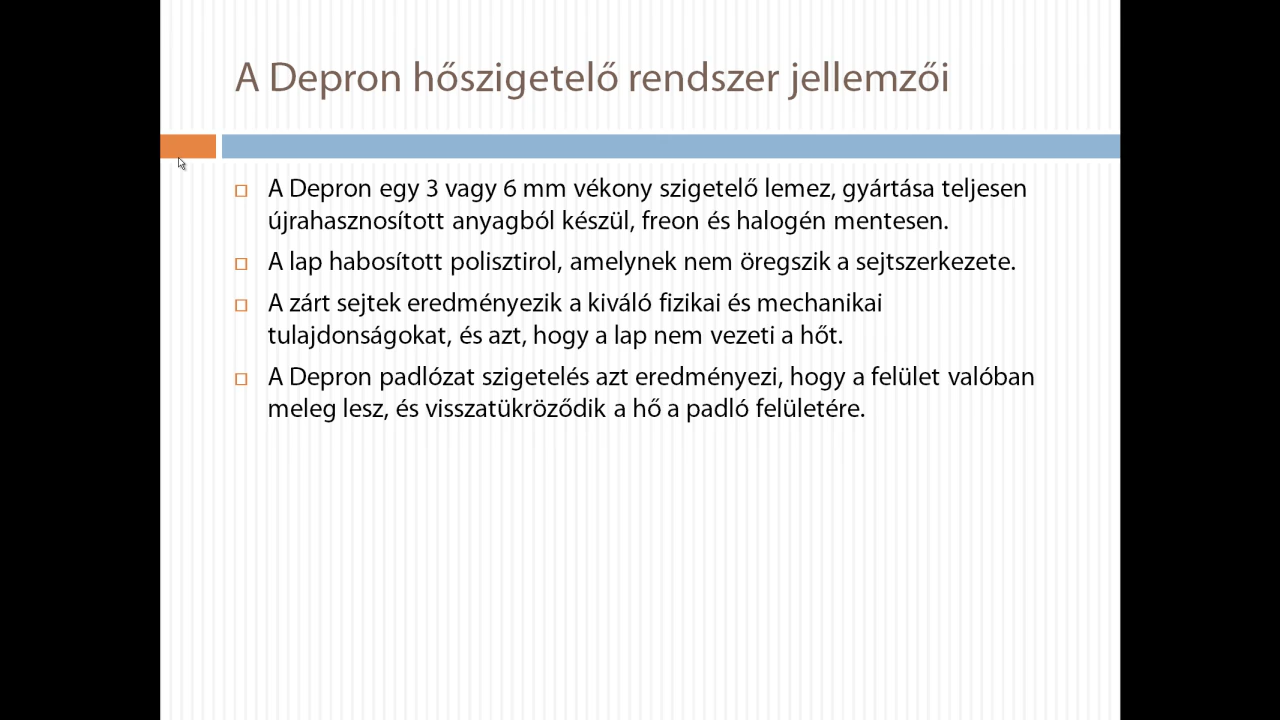 A Depron hőszigetelő rendszer jellemzői
A Depron egy 3 vagy 6 mm vékony szigetelő lemez, gyártása teljesen
újrahasznosított anyagból készül, freon és halogén mentesen.
A lap habosított polisztirol, amelynek nem öregszik a sejtszerkezete.
A zárt sejtek eredményezik a kiváló fizikai és mechanikai
tulajdonságokat, és azt, hogy a lap nem vezeti a hőt.
A Depron padlózat szigetelés azt eredményezi, hogy a felület valóban
meleg lesz, és visszatükröződik a hő a padló felületére.